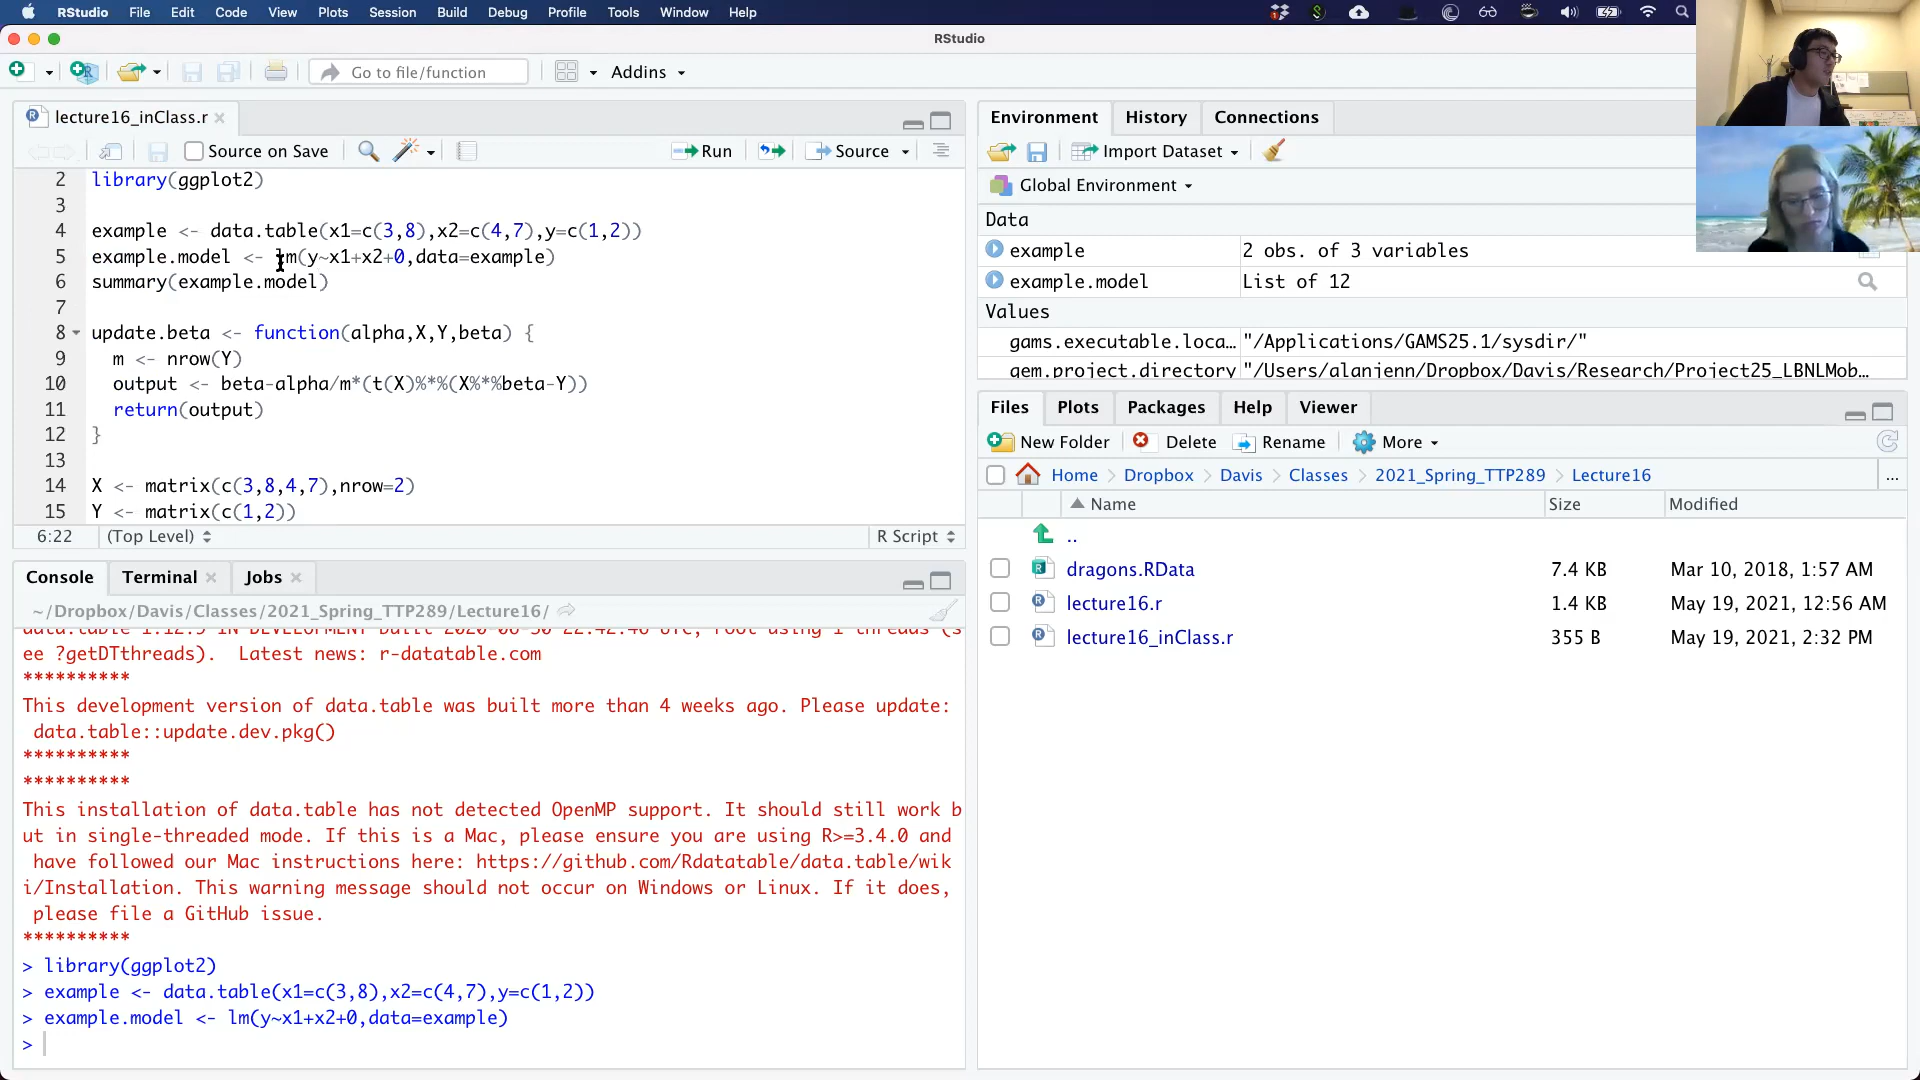 RStudio File Edit Code View Plots Session Build Debug Profile Tools Window Help
RStudio
Go to file/function
Addins
lecture16_inClass.r
Source on Save
Run
Source
2 library(ggplot2)
3
4 example <- data.table(x1=c(3,8),x2=c(4,7),y=c(1,2))
5 example.model <- lm(y~x1+x2+0,data=example)
6 summary(example.model)
7
8 update.beta <- function(alpha,X,Y,beta) {
9 m <- nrow(Y)
10 output <- beta-alpha/m*(t(X)%*%(X%*%beta-Y))
11 return(output)
12 }
13
14 X <- matrix(c(3,8,4,7),nrow=2)
15 Y <- matrix(c(1,2))
6:22 (Top Level) R Script
Console Terminal Jobs
~/Dropbox/Davis/Classes/2021_Spring_TTP289/Lecture16/
ee ?getDTthreads). Latest news: r-datatable.com
**********
This development version of data.table was built more than 4 weeks ago. Please update:
data.table::update.dev.pkg()
**********
**********
This installation of data.table has not detected OpenMP support. It should still work b
ut in single-threaded mode. If this is a Mac, please ensure you are using R>=3.4.0 and
have followed our Mac instructions here: https://github.com/Rdatatable/data.table/wik
i/Installation. This warning message should not occur on Windows or Linux. If it does,
please file a GitHub issue.
**********
> library(ggplot2)
> example <- data.table(x1=c(3,8),x2=c(4,7),y=c(1,2))
> example.model <- lm(y~x1+x2+0,data=example)
>
Environment History Connections
Import Dataset
Global Environment
Data
example 2 obs. of 3 variables
example.model List of 12
Values
gams.executable.loca… "/Applications/GAMS25.1/sysdir/"
gem.project.directory "/Users/alanjenn/Dropbox/Davis/Research/Project25_LBNLMob…
Files Plots Packages Help Viewer
New Folder Delete Rename More
Home > Dropbox > Davis > Classes > 2021_Spring_TTP289 > Lecture16 ...
Name Size Modified
..
dragons.RData 7.4 KB Mar 10, 2018, 1:57 AM
lecture16.r 1.4 KB May 19, 2021, 12:56 AM
lecture16_inClass.r 355 B May 19, 2021, 2:32 PM